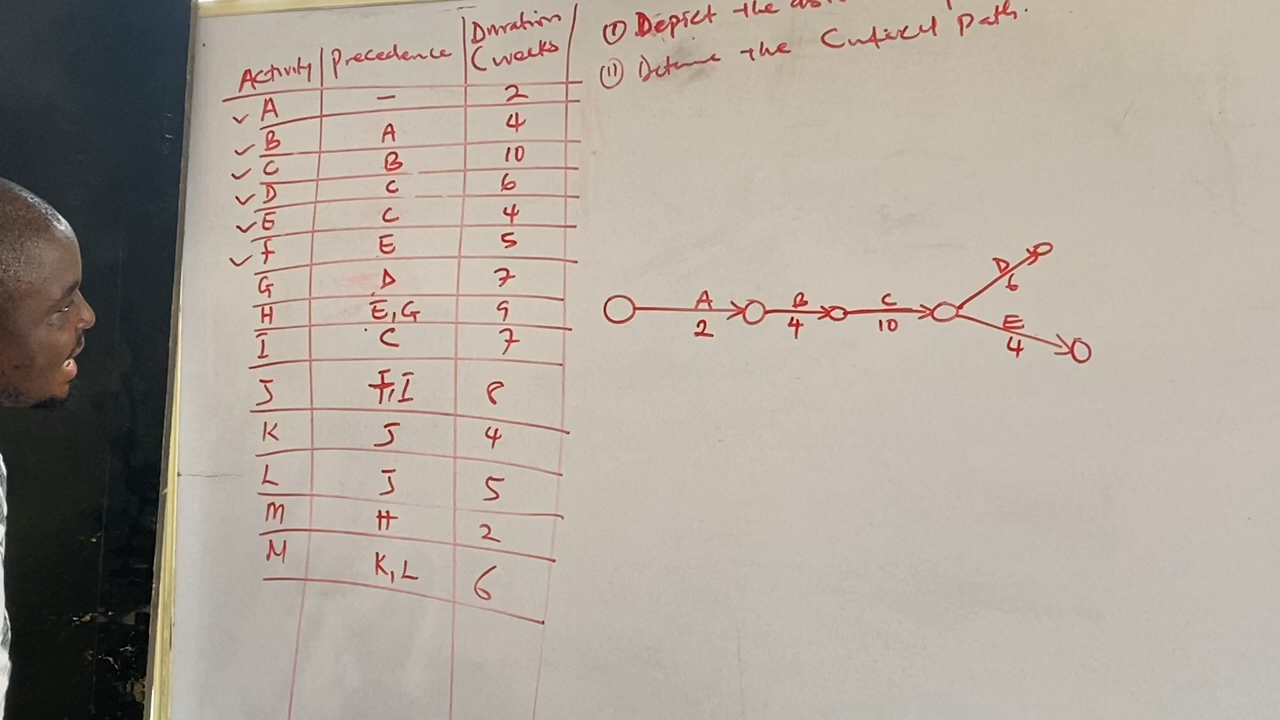 Activity Precedence Duration (weeks
A – 2
B A 4
C B 10
D C 6
E C 4
f E 5
G D 7
H E,G 9
I C 7
J F,I 8
K J 4
L J 5
M H 2
M K,L 6
(I) Depict the
(II) the Critical Path.
A
2
B
4
C
10
D
6
E
4